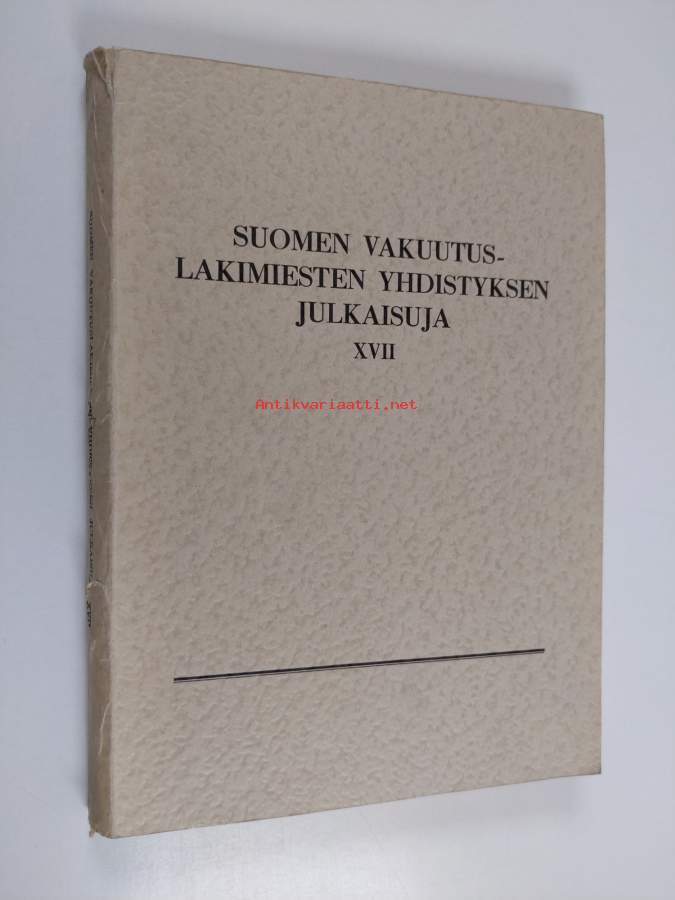 SUOMEN VAKUUTUS-
LAKIMIESTEN YHDISTYKSEN
JULKAISUJA
XVII
Antikvariaatti.net